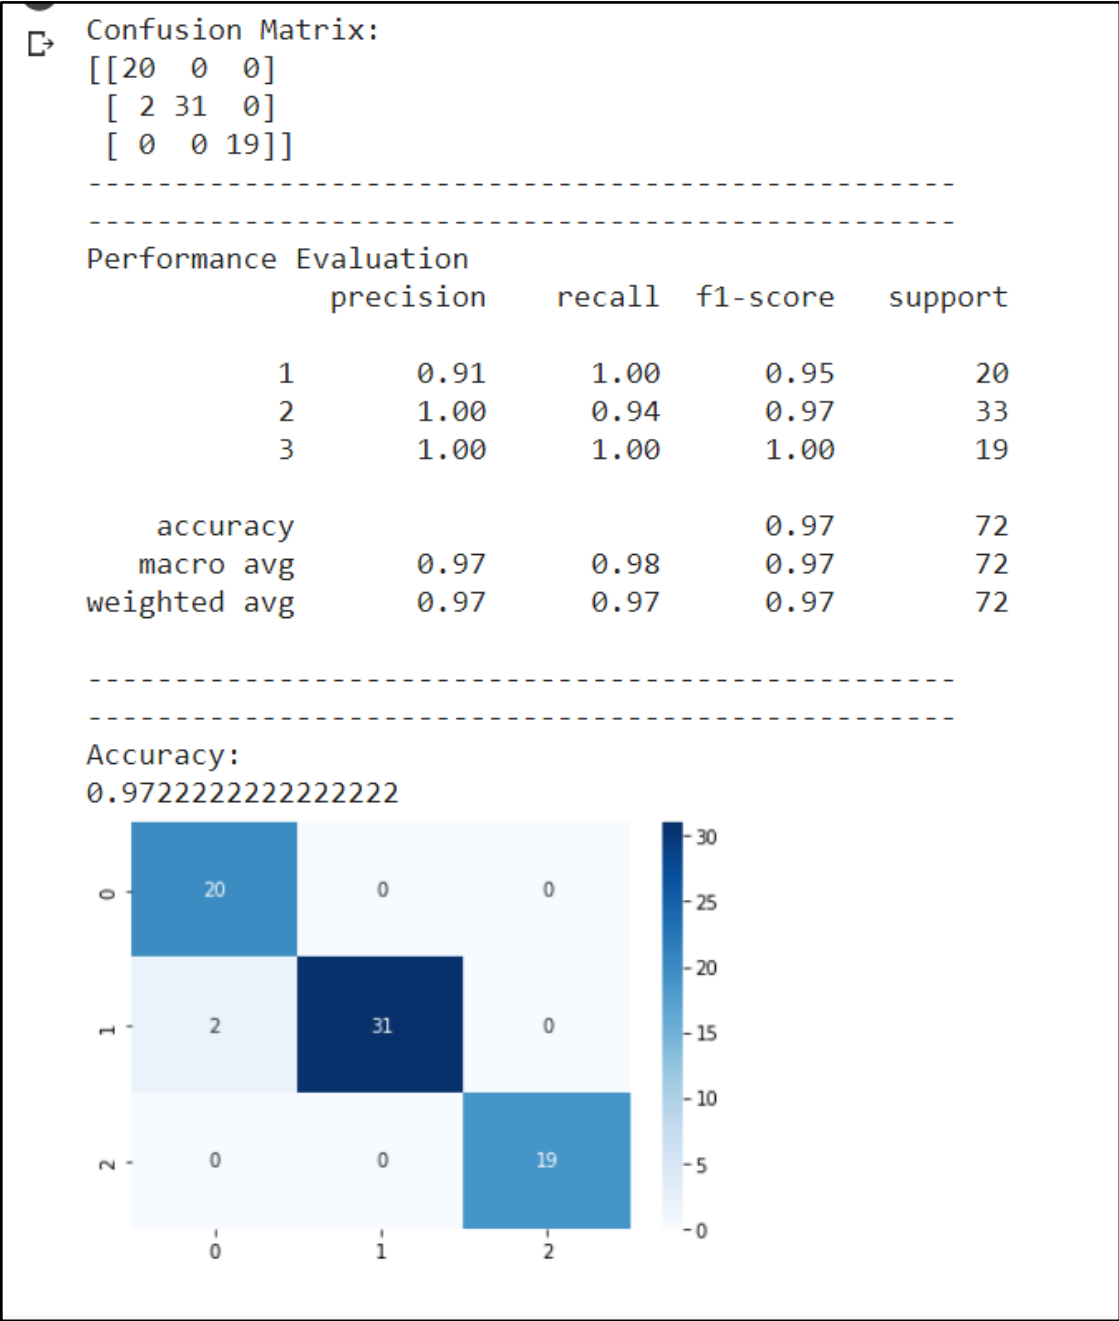 Confusion Matrix:
[[20  0  0]
 [ 2 31  0]
 [ 0  0 19]]
--------------------------------------------------
--------------------------------------------------
Performance Evaluation
              precision    recall  f1-score   support

           1       0.91      1.00      0.95        20
           2       1.00      0.94      0.97        33
           3       1.00      1.00      1.00        19

    accuracy                           0.97        72
   macro avg       0.97      0.98      0.97        72
weighted avg       0.97      0.97      0.97        72

--------------------------------------------------
--------------------------------------------------
Accuracy:
0.9722222222222222
30
0 20 0 0
25
20
1 2 31 0
15
10
2 0 0 19
5
0
0 1 2